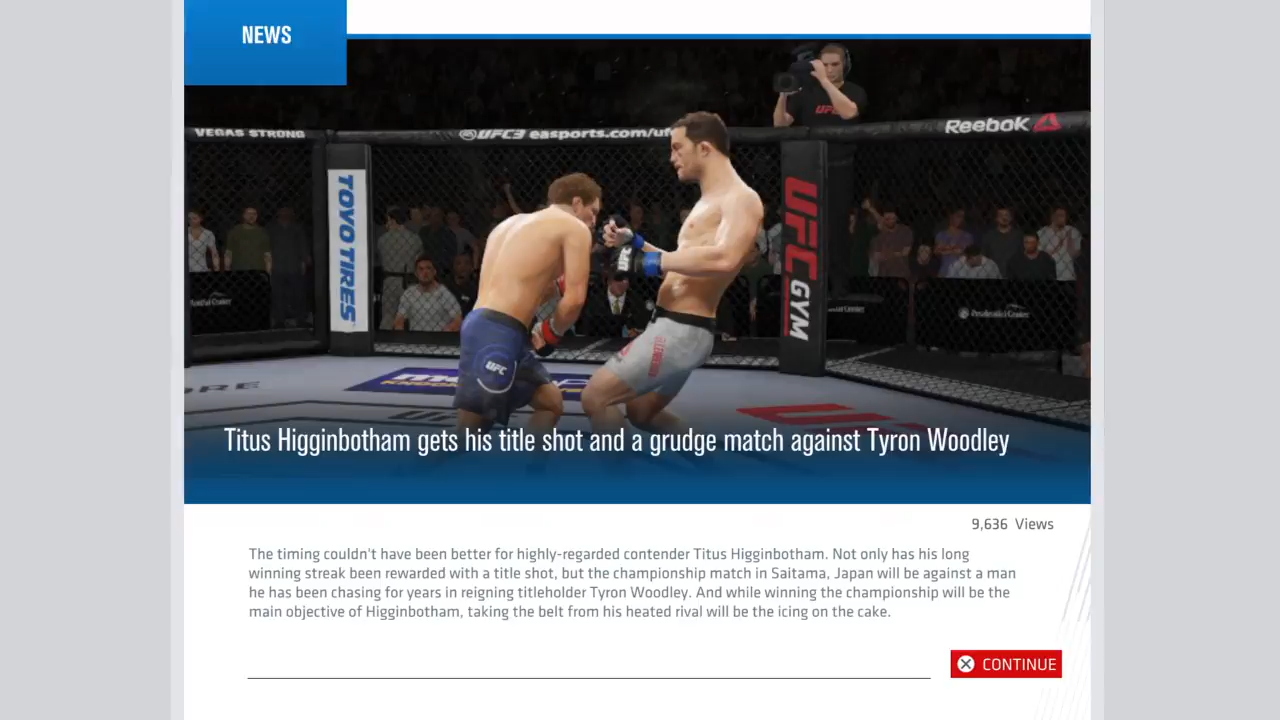 NEWS
VEGAS STRONG
UFC3 easports.com/uf
Reebok
TOYO TIRES
UFC GYM
UFC
UFC
UFC
Titus Higginbotham gets his title shot and a grudge match against Tyron Woodley
9,636 Views
The timing couldn't have been better for highly-regarded contender Titus Higginbotham. Not only has his long
winning streak been rewarded with a title shot, but the championship match in Saitama, Japan will be against a man
he has been chasing for years in reigning titleholder Tyron Woodley. And while winning the championship will be the
main objective of Higginbotham, taking the belt from his heated rival will be the icing on the cake.
CONTINUE